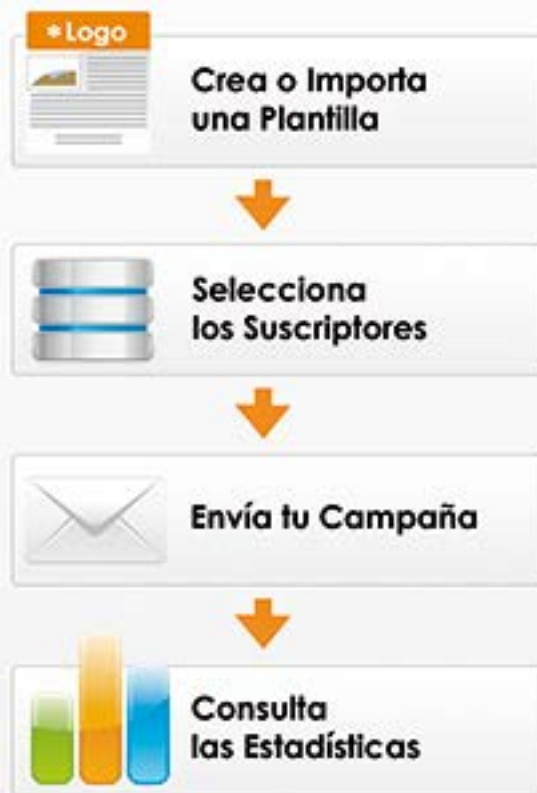 *Logo
Crea o Importa
una Plantilla
Selecciona
los Suscriptores
Envía tu Campaña
Consulta
las Estadísticas